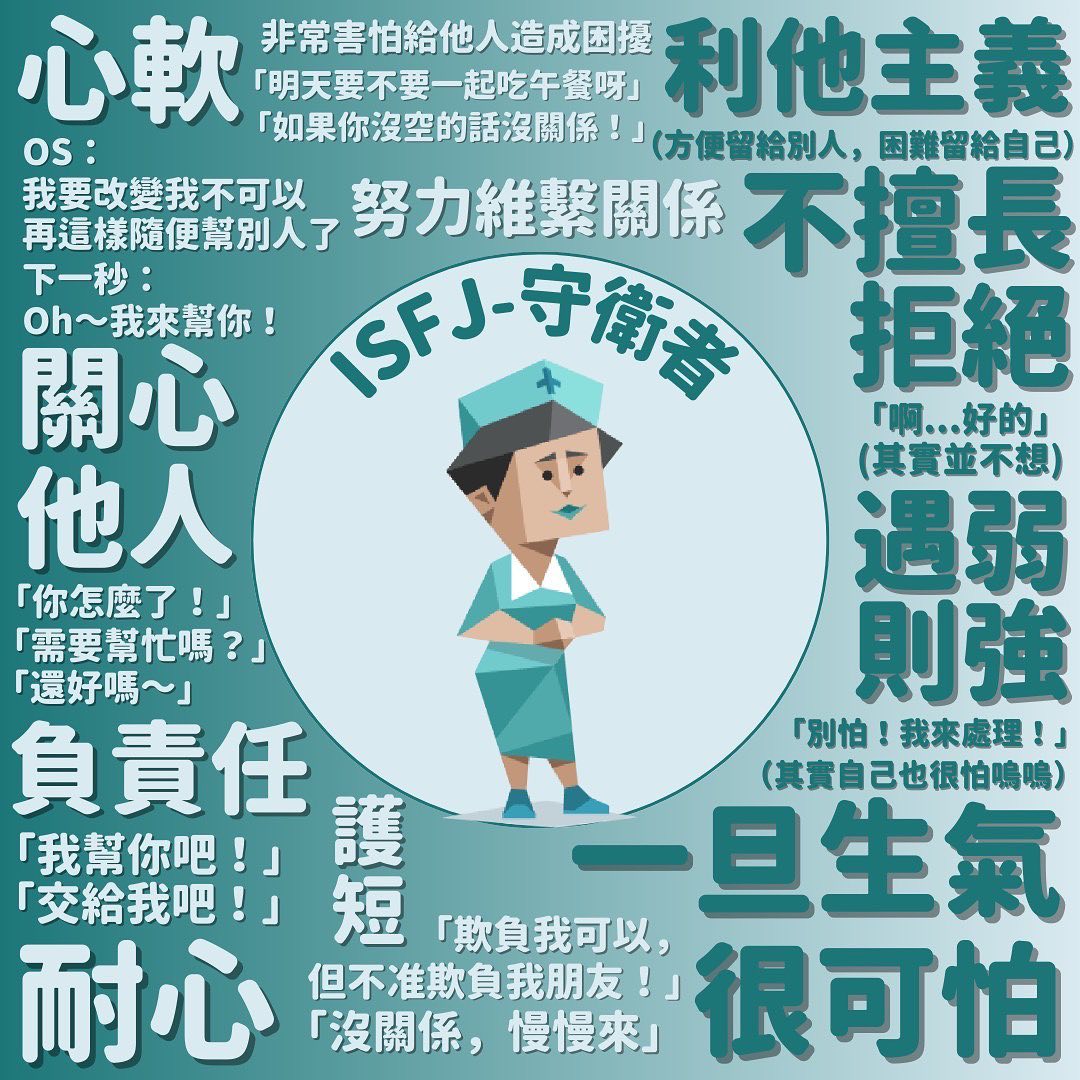 心軟
OS：
我要改變我不可以
再這樣隨便幫別人了
下一秒：
Oh～我來幫你！
非常害怕給他人造成困擾
「明天要不要一起吃午餐呀」
「如果你沒空的話沒關係！」
努力維繫關係
利他主義
（方便留給別人，困難留給自己）
不擅長
拒絕
「啊...好的」
(其實並不想)
ISFJ-守衛者
關心
他人
「你怎麼了！」
「需要幫忙嗎？」
「還好嗎～」
遇弱
則強
「別怕！我來處理！」
（其實自己也很怕嗚嗚）
負責任
「我幫你吧！」
「交給我吧！」
護
短
「欺負我可以，
但不准欺負我朋友！」
一旦生氣
很可怕
耐心
「沒關係，慢慢來」